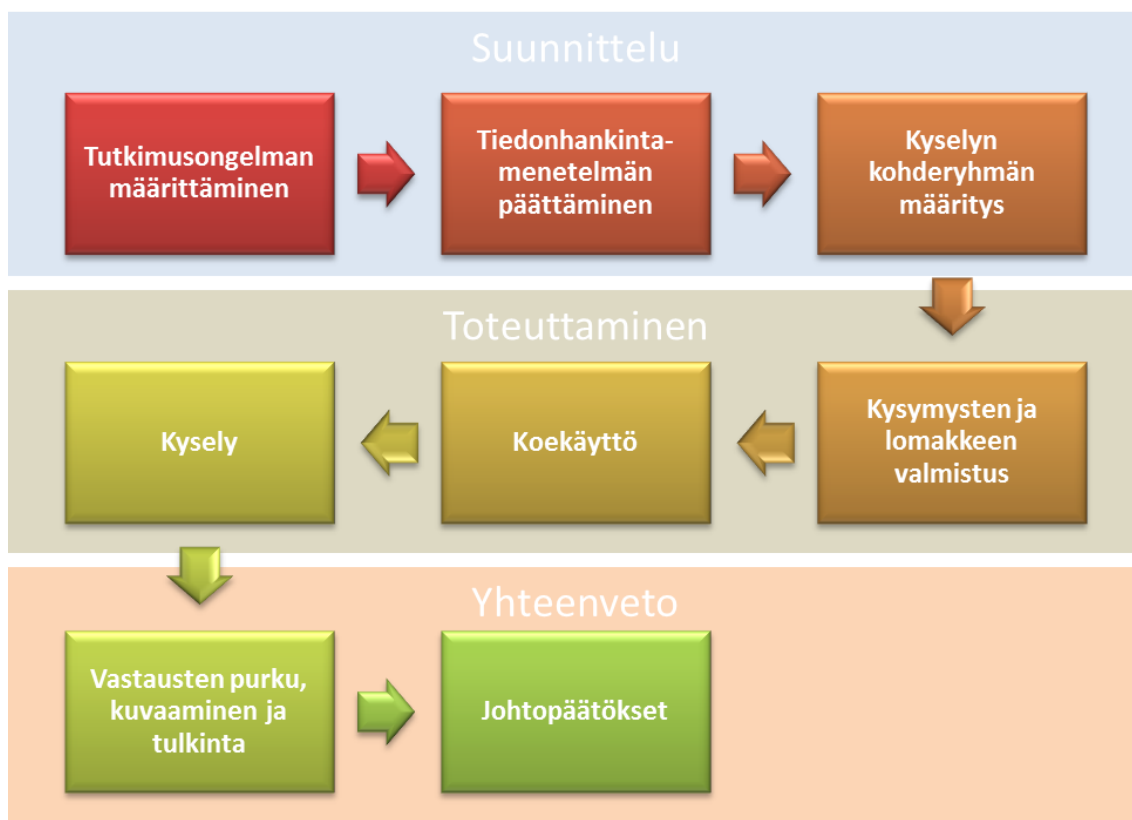 Suunnittelu
Tutkimusongelman
määrittäminen
Tiedonhankinta-
menetelmän
päättäminen
Kyselyn
kohderyhmän
määritys
Toteuttaminen
Kysymysten ja
lomakkeen
valmistus
Koekäyttö
Kysely
Yhteenveto
Vastausten purku,
kuvaaminen ja
tulkinta
Johtopäätökset